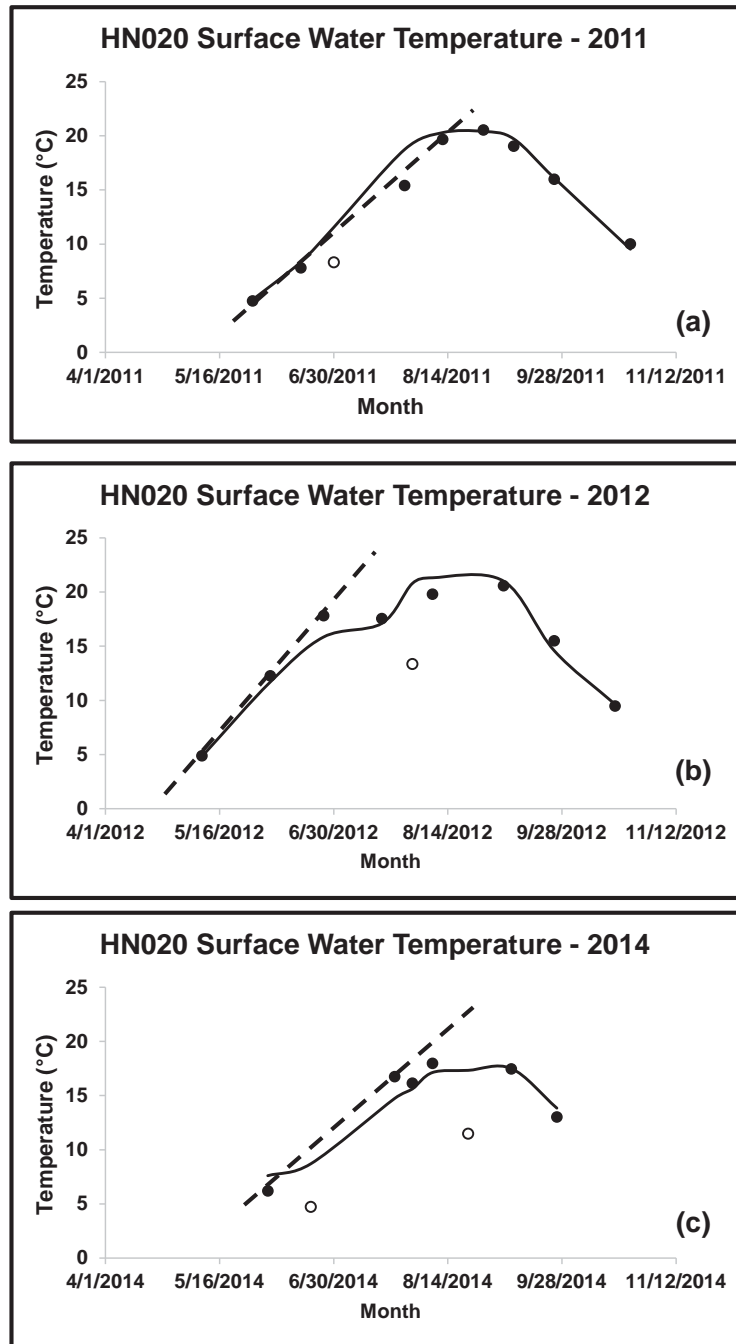 HN020 Surface Water Temperature - 2011
25
20
15
10
5
0
Temperature (°C)
(a)
4/1/2011 5/16/2011 6/30/2011 8/14/2011 9/28/2011 11/12/2011
Month
HN020 Surface Water Temperature - 2012
25
20
15
10
5
0
Temperature (°C)
(b)
4/1/2012 5/16/2012 6/30/2012 8/14/2012 9/28/2012 11/12/2012
Month
HN020 Surface Water Temperature - 2014
25
20
15
10
5
0
Temperature (°C)
(c)
4/1/2014 5/16/2014 6/30/2014 8/14/2014 9/28/2014 11/12/2014
Month